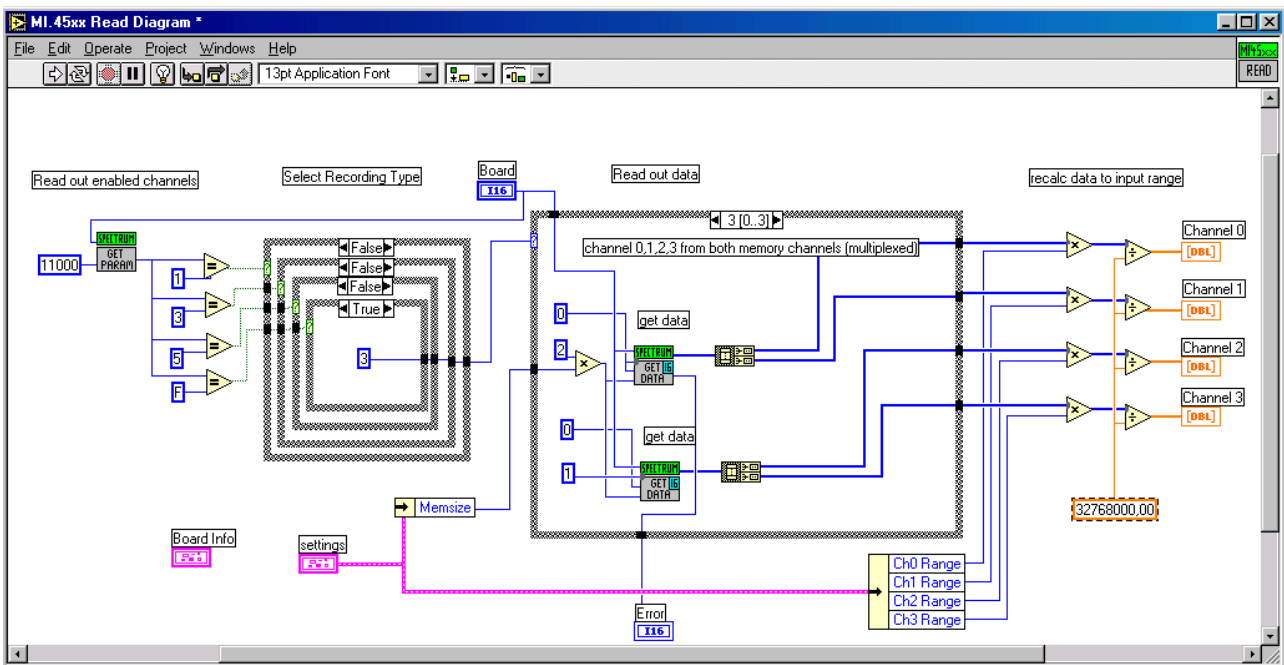 MI.45xx Read Diagram *
File Edit Operate Project Windows Help
MI45xx
READ
13pt Application Font
Read out enabled channels
Select Recording Type
Board
I16
Read out data
recalc data to input range
SPECTRUM
GET
PARAM
11000
1
3
5
F
False
False
False
True
3
3 [0..3]
channel 0,1,2,3 from both memory channels (multiplexed)
0
get data
2
SPECTRUM
GET 16
DATA
0
get data
1
SPECTRUM
GET 16
DATA
Channel 0
[DBL]
Channel 1
[DBL]
Channel 2
[DBL]
Channel 3
[DBL]
32768000,00
Memsize
Board Info
settings
Ch0 Range
Ch1 Range
Ch2 Range
Ch3 Range
Error
I16